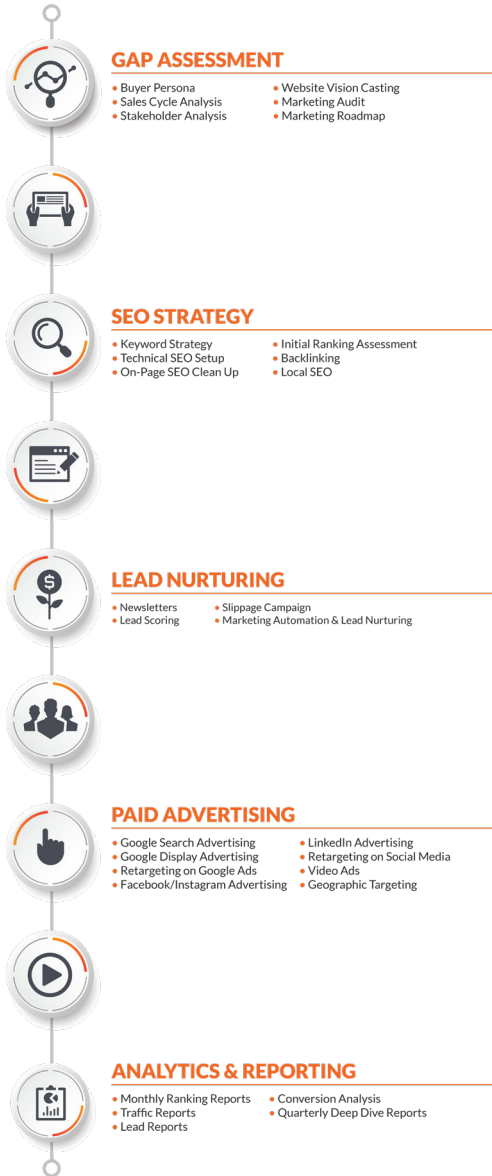 GAP ASSESSMENT
• Buyer Persona
• Sales Cycle Analysis
• Stakeholder Analysis
• Website Vision Casting
• Marketing Audit
• Marketing Roadmap
SEO STRATEGY
• Keyword Strategy
• Technical SEO Setup
• On-Page SEO Clean Up
• Initial Ranking Assessment
• Backlinking
• Local SEO
LEAD NURTURING
• Newsletters
• Lead Scoring
• Slippage Campaign
• Marketing Automation & Lead Nurturing
PAID ADVERTISING
• Google Search Advertising
• Google Display Advertising
• Retargeting on Google Ads
• Facebook/Instagram Advertising
• LinkedIn Advertising
• Retargeting on Social Media
• Video Ads
• Geographic Targeting
ANALYTICS & REPORTING
• Monthly Ranking Reports
• Traffic Reports
• Lead Reports
• Conversion Analysis
• Quarterly Deep Dive Reports